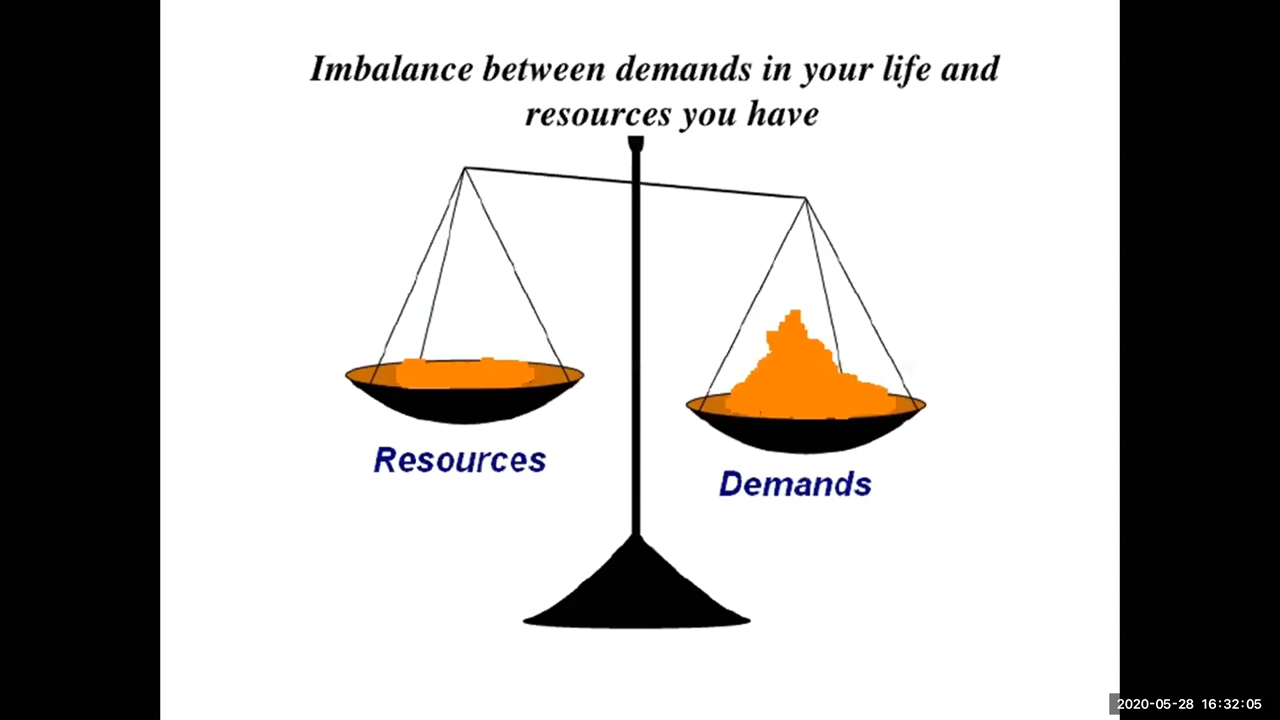 Imbalance between demands in your life and
resources you have
Resources
Demands
2020-05-28 16:32:05